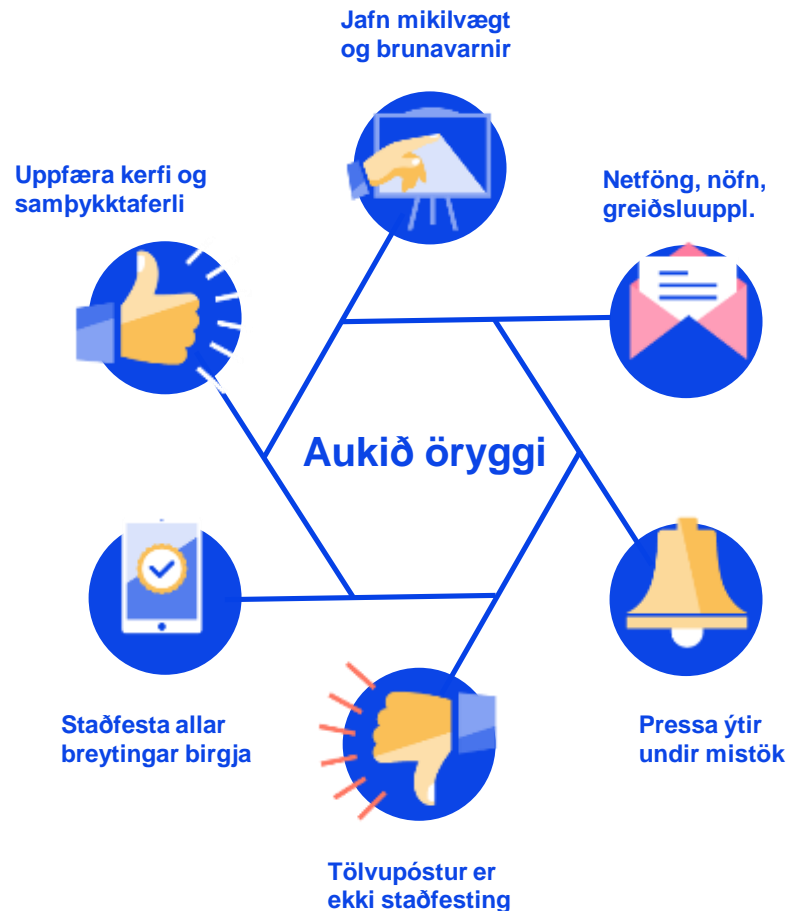 Jafn mikilvægt
og brunavarnir
Uppfæra kerfi og
samþykktaferli
Netföng, nöfn,
greiðsluuppl.
Aukið öryggi
Staðfesta allar
breytingar birgja
Pressa ýtir
undir mistök
Tölvupóstur er
ekki staðfesting